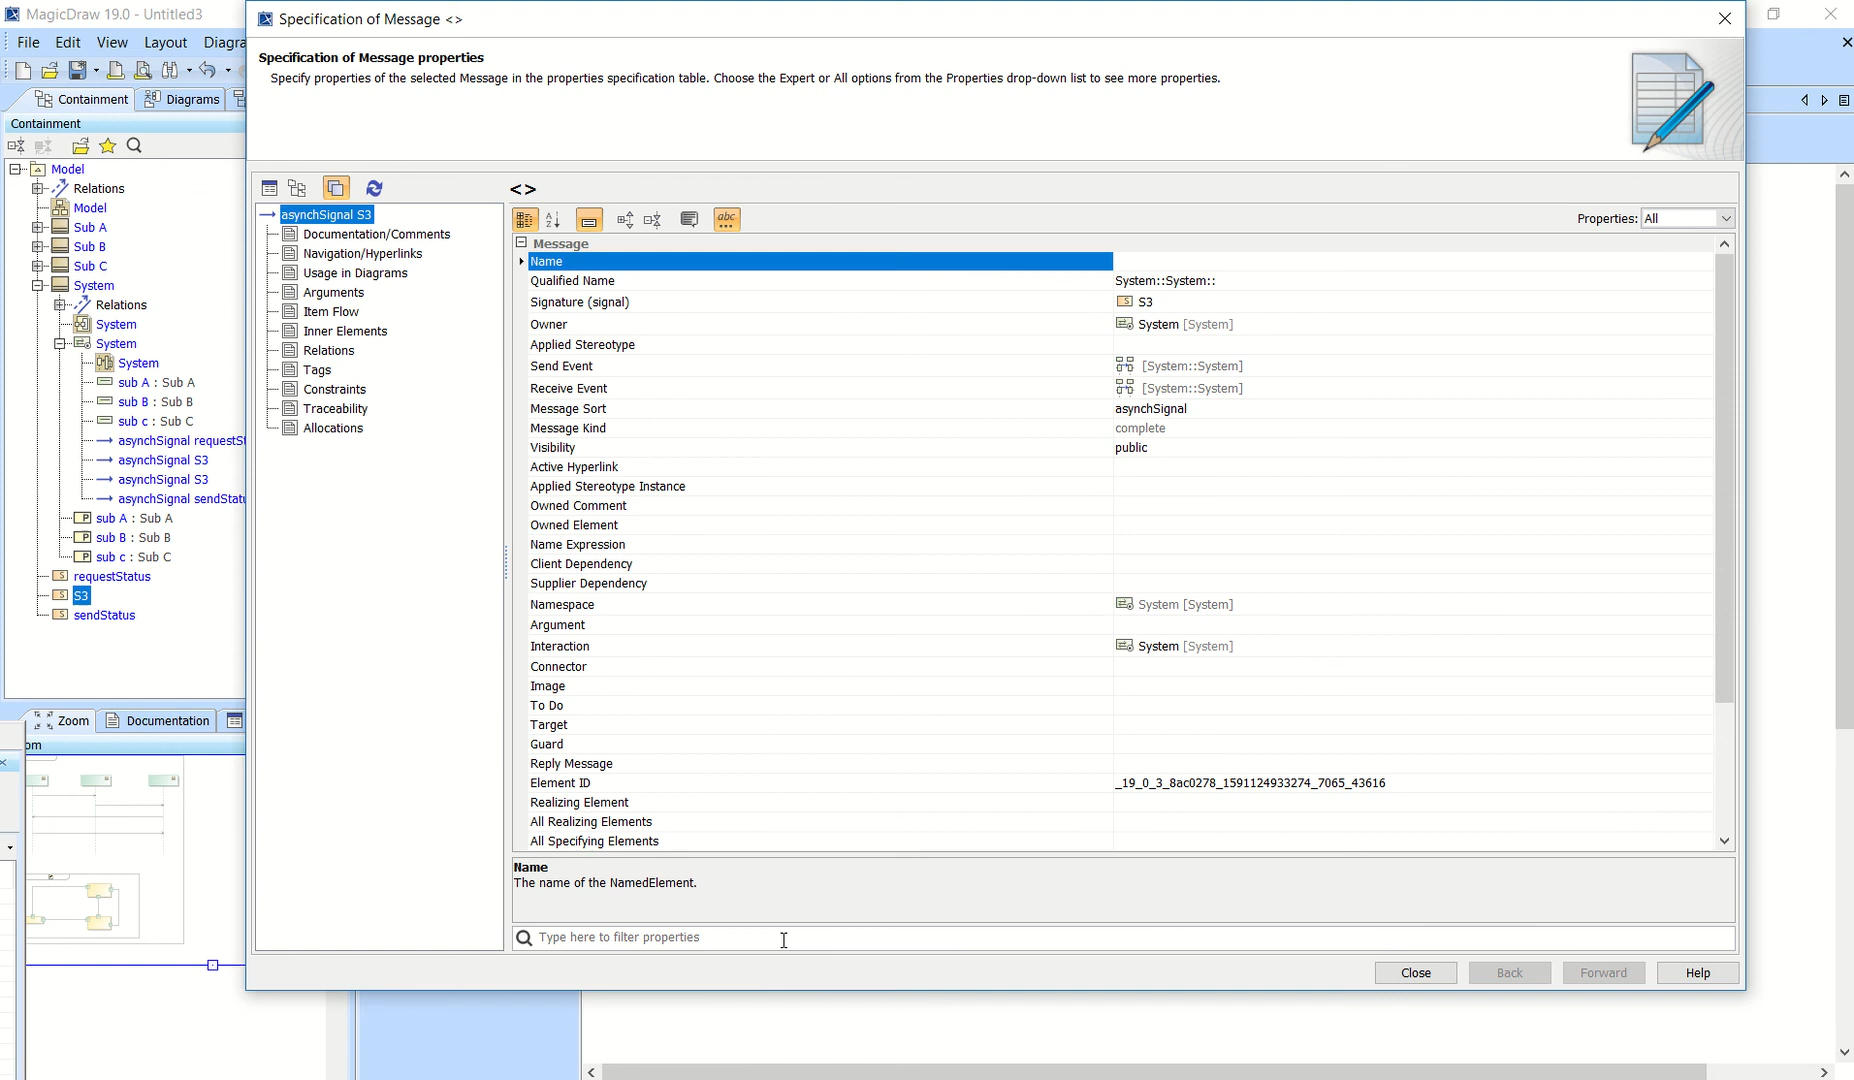 MagicDraw 19.0 - Untitled3
File Edit View Layout Diagra
Containment Diagrams
Containment
Model
Relations
Model
Sub A
Sub B
Sub C
System
Relations
System
System
System
sub A : Sub A
sub B : Sub B
sub c : Sub C
asynchSignal requestSt
asynchSignal S3
asynchSignal S3
asynchSignal sendStatu
sub A : Sub A
sub B : Sub B
sub c : Sub C
requestStatus
S3
sendStatus
Zoom Documentation
om
Specification of Message <>
Specification of Message properties
Specify properties of the selected Message in the properties specification table. Choose the Expert or All options from the Properties drop-down list to see more properties.
asynchSignal S3
Documentation/Comments
Navigation/Hyperlinks
Usage in Diagrams
Arguments
Item Flow
Inner Elements
Relations
Tags
Constraints
Traceability
Allocations
<>
Properties: All
Message
Name
Qualified Name System::System::
Signature (signal) S3
Owner System [System]
Applied Stereotype
Send Event [System::System]
Receive Event [System::System]
Message Sort asynchSignal
Message Kind complete
Visibility public
Active Hyperlink
Applied Stereotype Instance
Owned Comment
Owned Element
Name Expression
Client Dependency
Supplier Dependency
Namespace System [System]
Argument
Interaction System [System]
Connector
Image
To Do
Target
Guard
Reply Message
Element ID _19_0_3_8ac0278_1591124933274_7065_43616
Realizing Element
All Realizing Elements
All Specifying Elements
Name
The name of the NamedElement.
Type here to filter properties
Close Back Forward Help